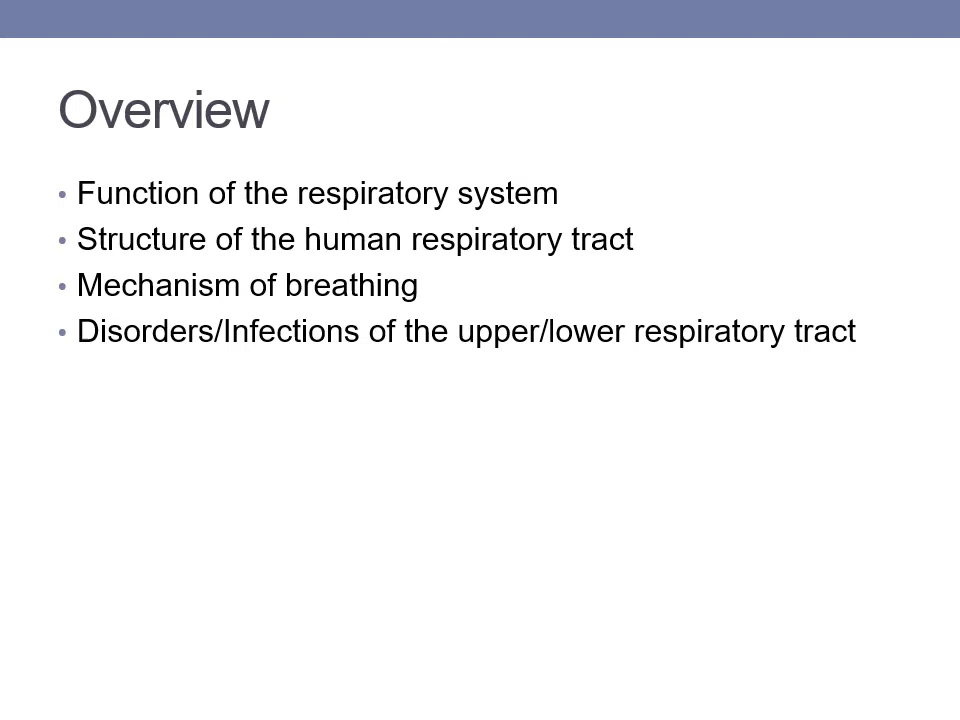 Overview
• Function of the respiratory system
• Structure of the human respiratory tract
• Mechanism of breathing
• Disorders/Infections of the upper/lower respiratory tract